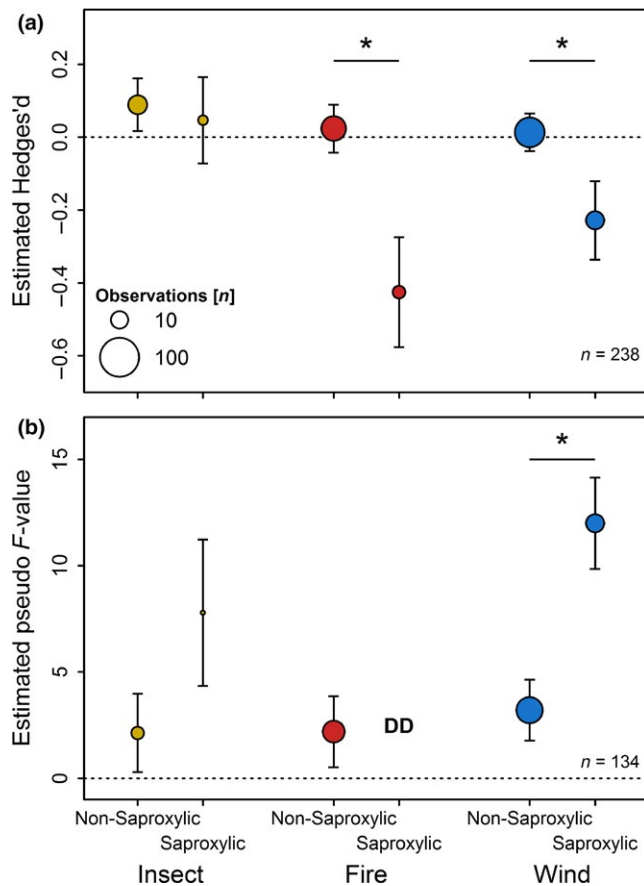 (a)
*
*
0.2
0.0
−0.2
−0.4
−0.6
Estimated Hedges'd
Observations [n]
10
100
n = 238
(b)
*
15
10
5
0
Estimated pseudo F-value
DD
n = 134
Non-Saproxylic
Saproxylic
Non-Saproxylic
Saproxylic
Non-Saproxylic
Saproxylic
Insect
Fire
Wind